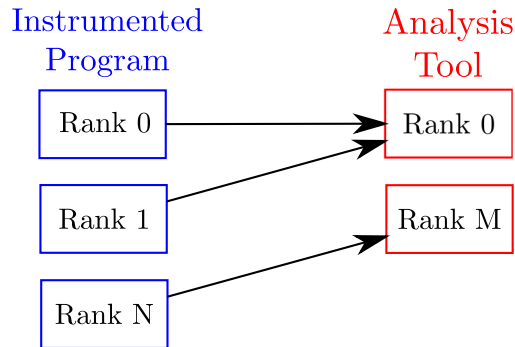 Instrumented
Program
Analysis
Tool
Rank 0
Rank 0
Rank 1
Rank M
Rank N